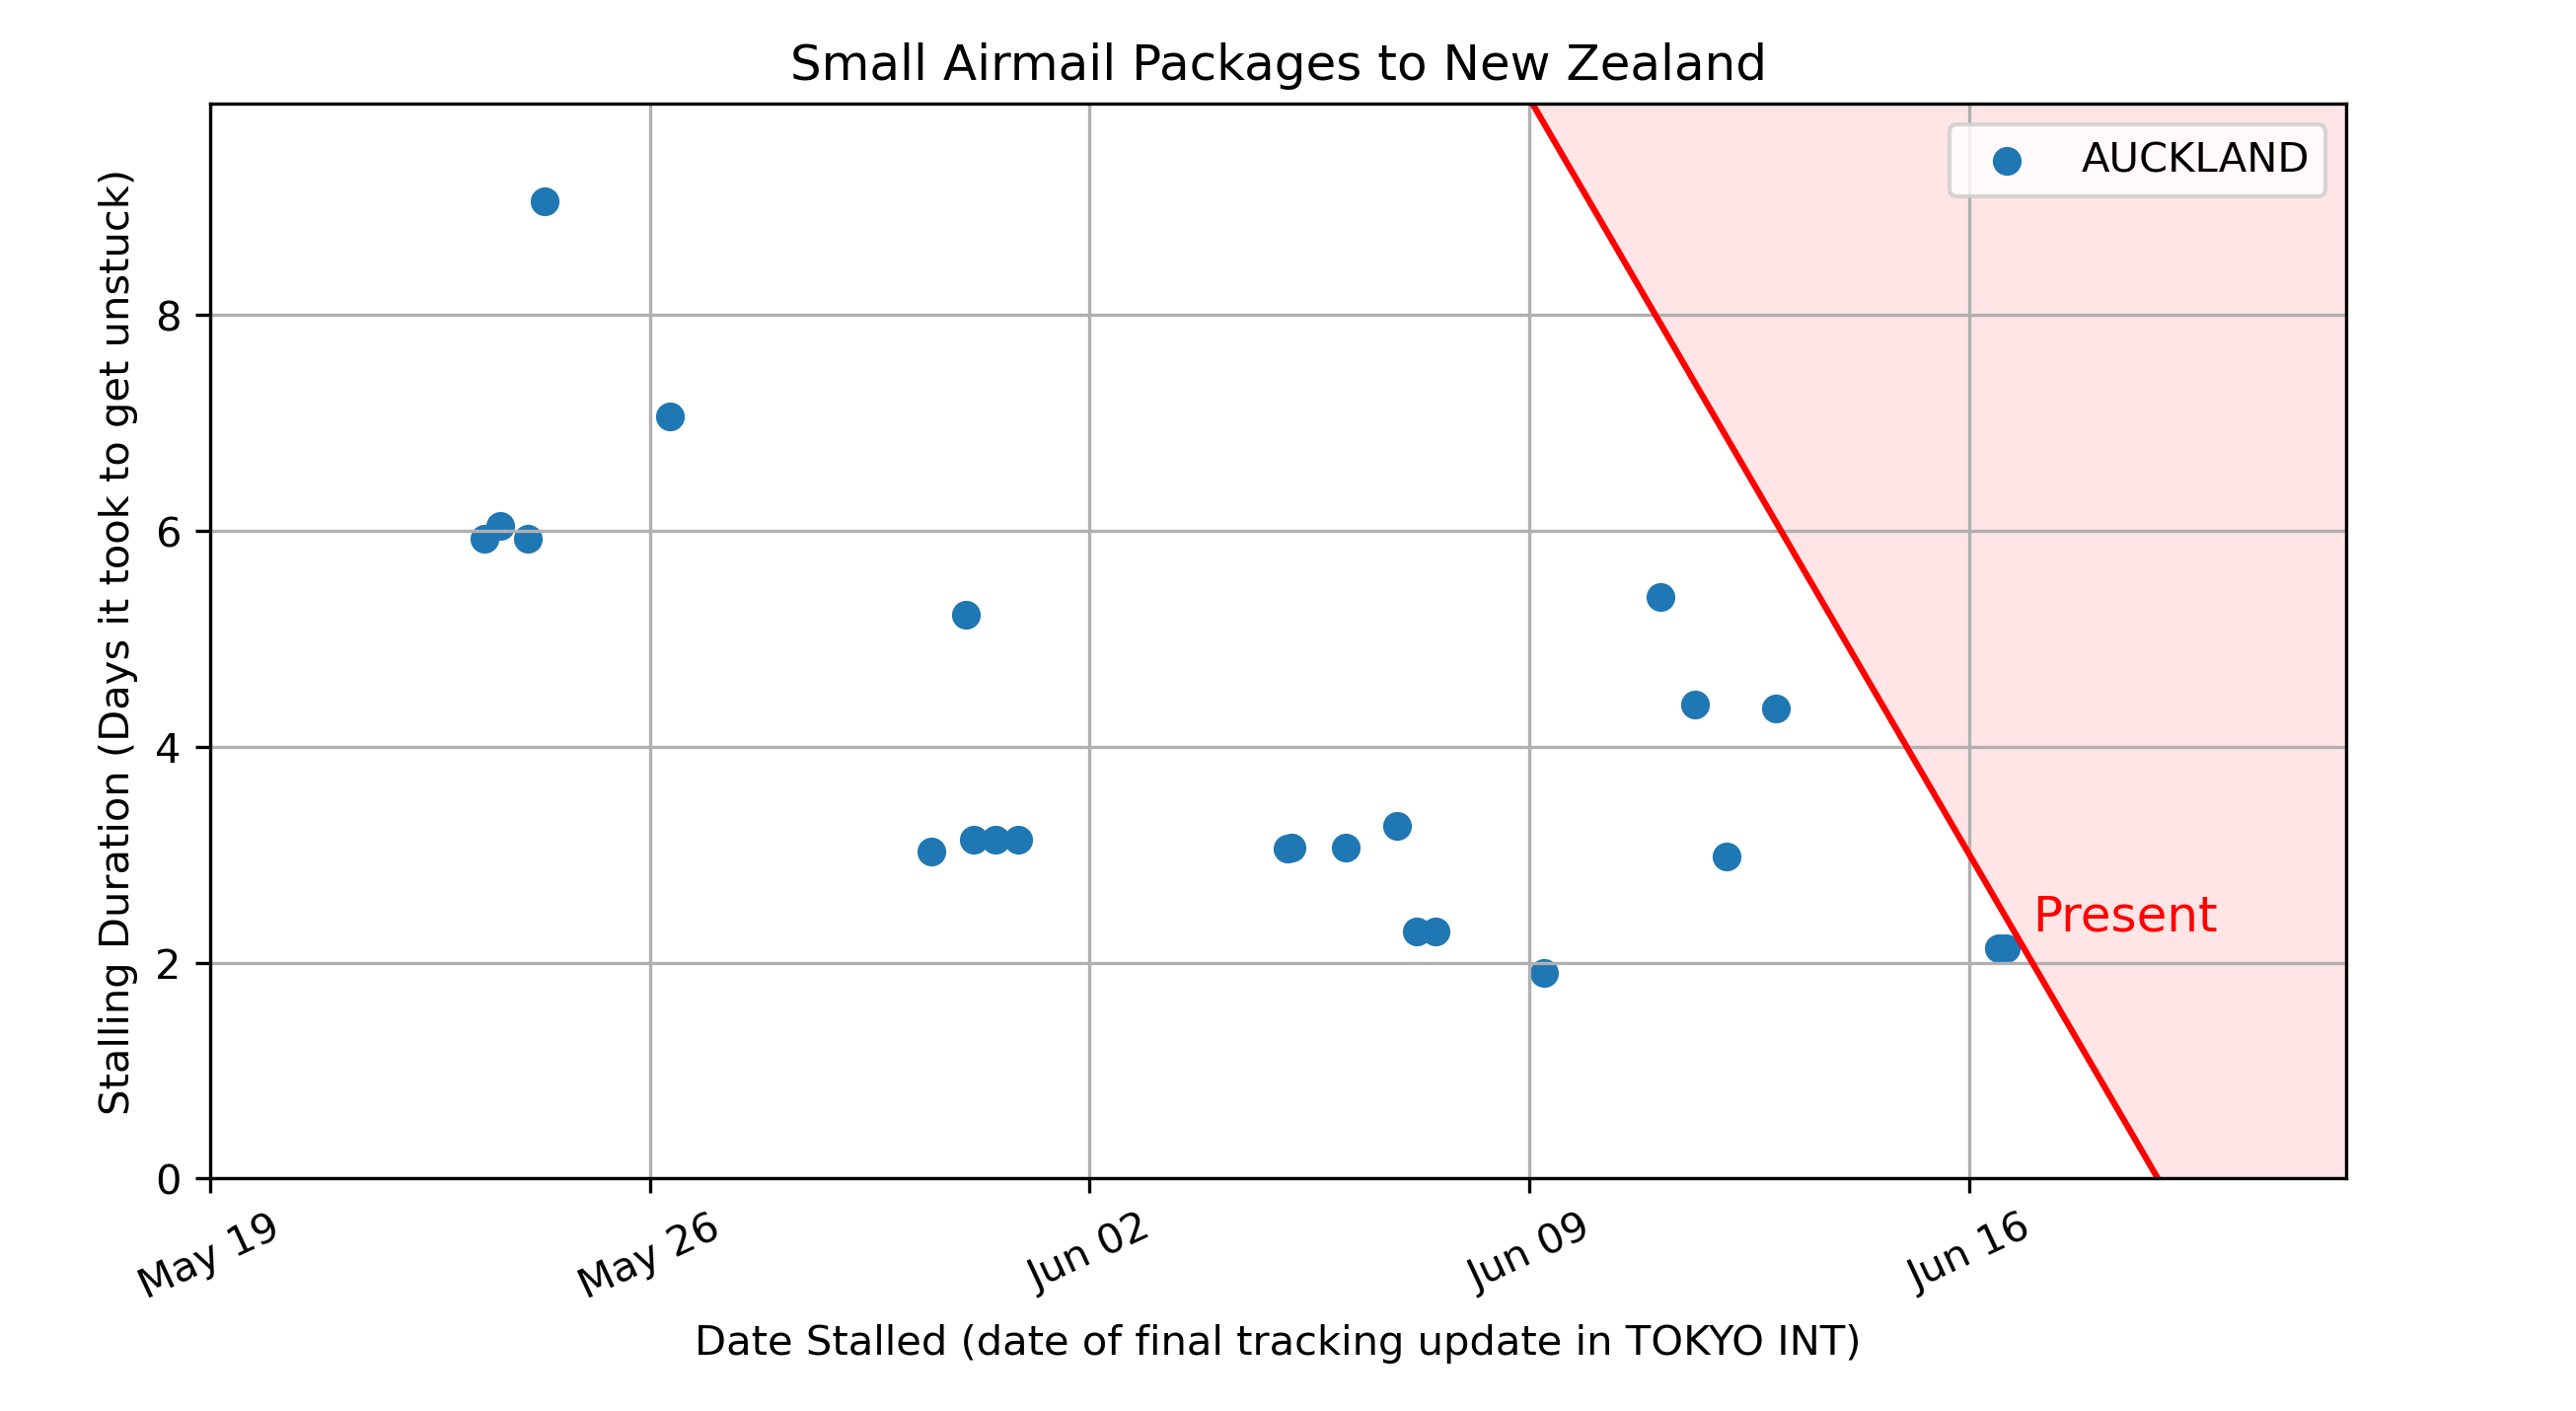 Small Airmail Packages to New Zealand
AUCKLAND
Stalling Duration (Days it took to get unstuck)
8
6
4
2
0
Present
May 19
May 26
Jun 02
Jun 09
Jun 16
Date Stalled (date of final tracking update in TOKYO INT)